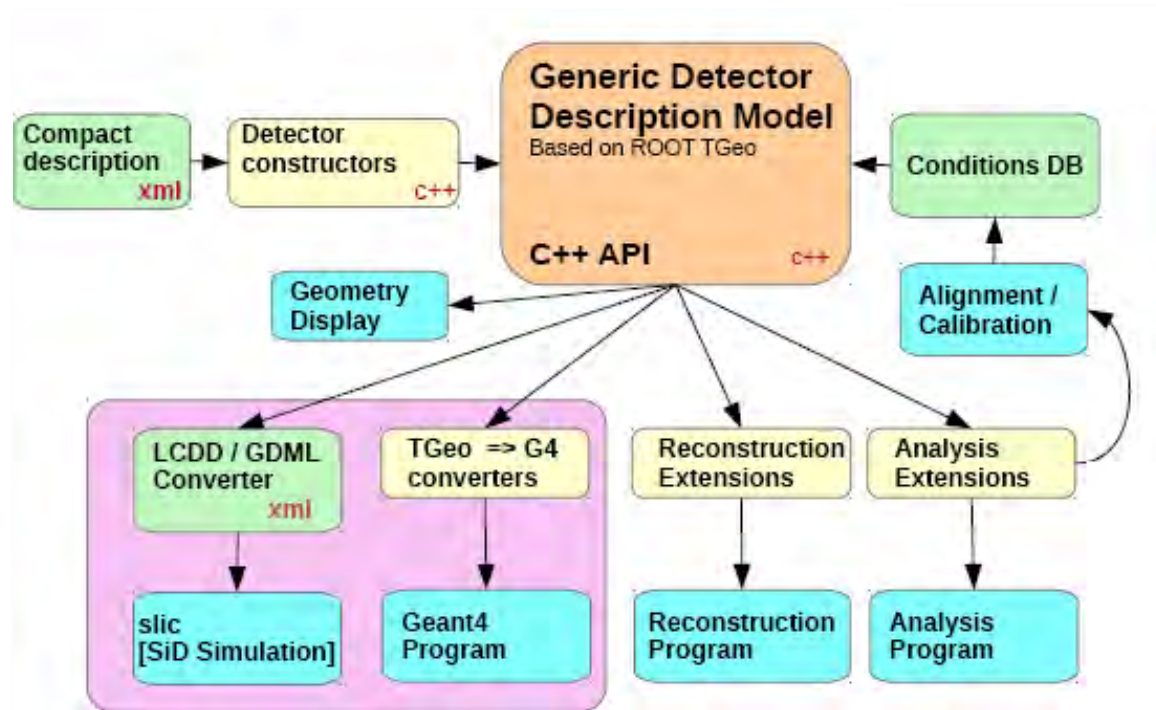 Generic Detector
Description Model
Based on ROOT TGeo
C++ API
c++
Compact
description
xml
Detector
constructors
c++
Conditions DB
Geometry
Display
Alignment /
Calibration
LCDD / GDML
Converter
xml
TGeo => G4
converters
Reconstruction
Extensions
Analysis
Extensions
slic
[SiD Simulation]
Geant4
Program
Reconstruction
Program
Analysis
Program